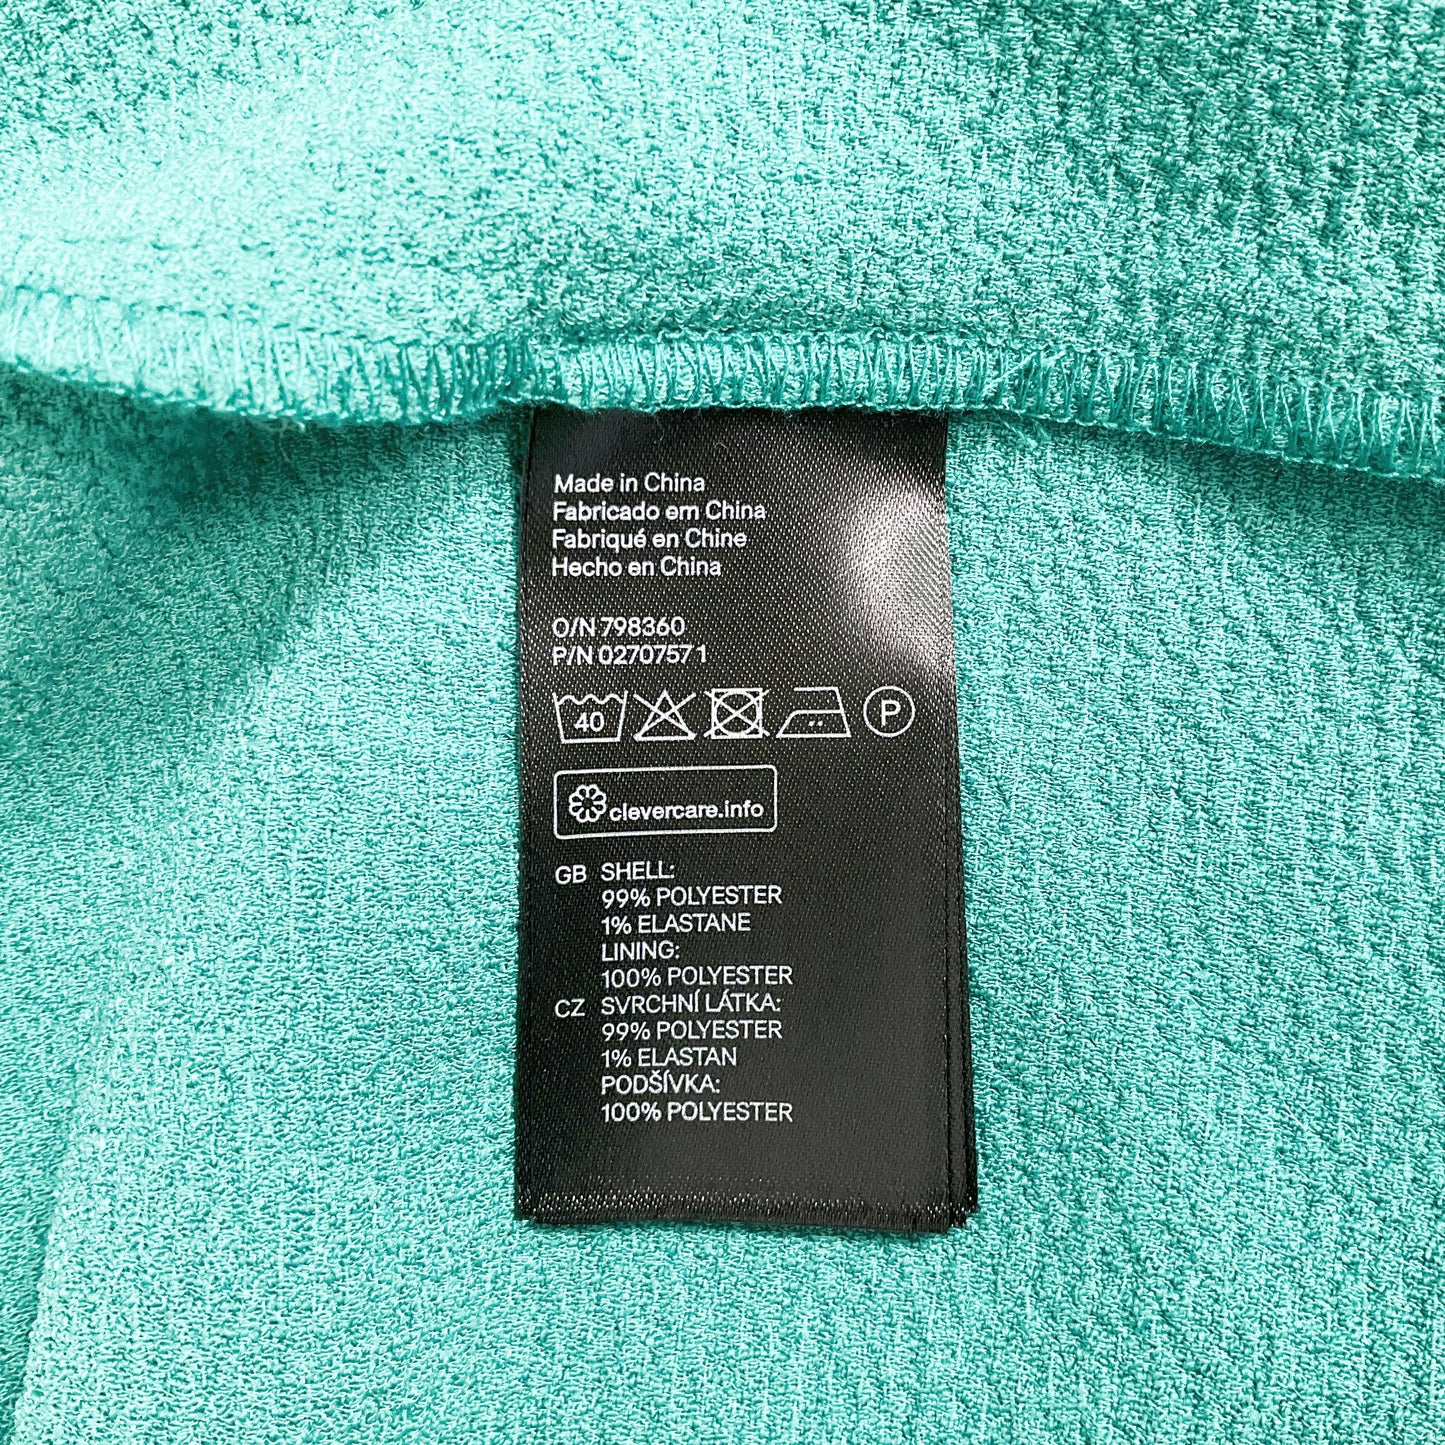 Made in China
Fabricado em China
Fabriqué en Chine
Hecho en China
O/N 798360
P/N 02707571
40 P
clevercare.info
GB SHELL:
99% POLYESTER
1% ELASTANE
LINING:
100% POLYESTER
CZ SVRCHNÍ LÁTKA:
99% POLYESTER
1% ELASTAN
PODŠÍVKA:
100% POLYESTER